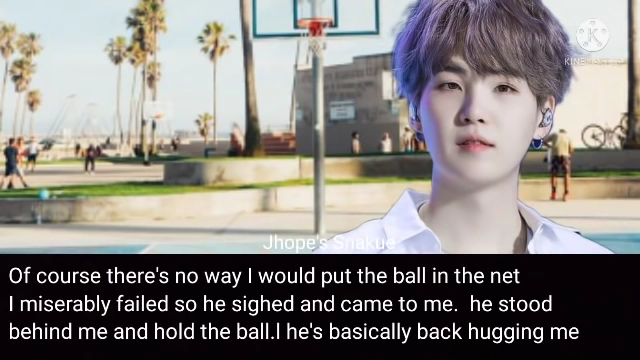 KINEMASTER
Jhope's Snakue
Of course there's no way I would put the ball in the net
I miserably failed so he sighed and came to me. he stood
behind me and hold the ball.I he's basically back hugging me